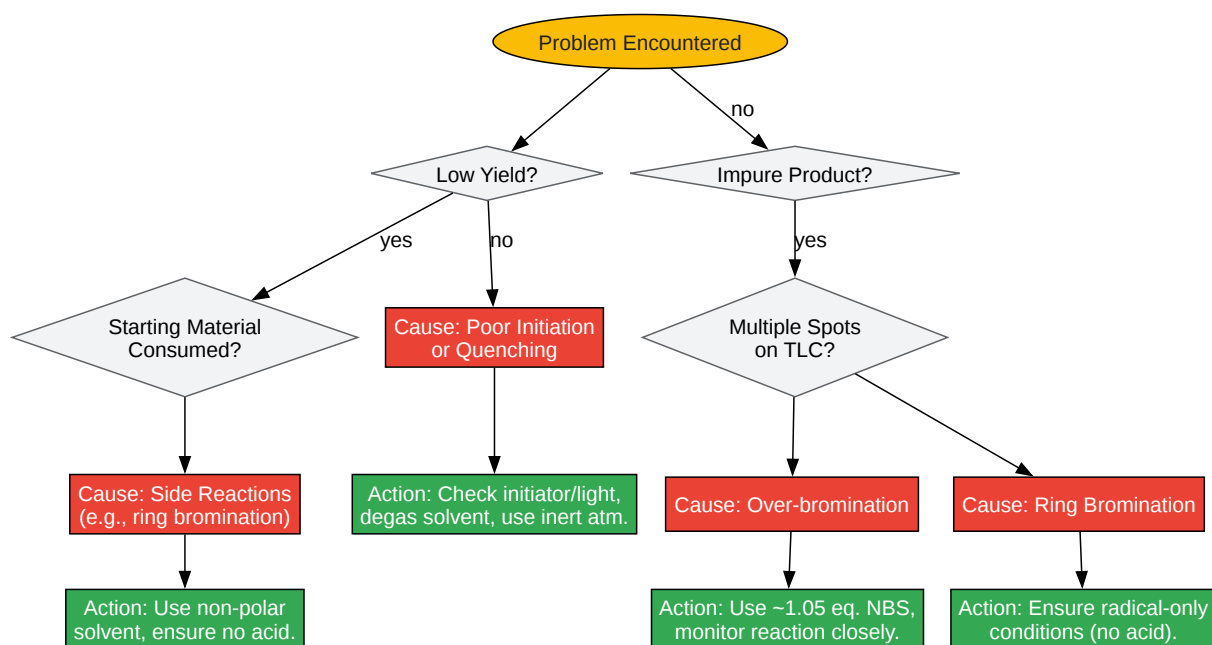 Problem Encountered
no
Low Yield?
Impure Product?
yes
no
yes
Starting Material
Consumed?
Cause: Poor Initiation
or Quenching
Multiple Spots
on TLC?
Cause: Side Reactions
(e.g., ring bromination)
Action: Check initiator/light,
degas solvent, use inert atm.
Cause: Over-bromination
Cause: Ring Bromination
Action: Use non-polar
solvent, ensure no acid.
Action: Use ~1.05 eq. NBS,
monitor reaction closely.
Action: Ensure radical-only
conditions (no acid).